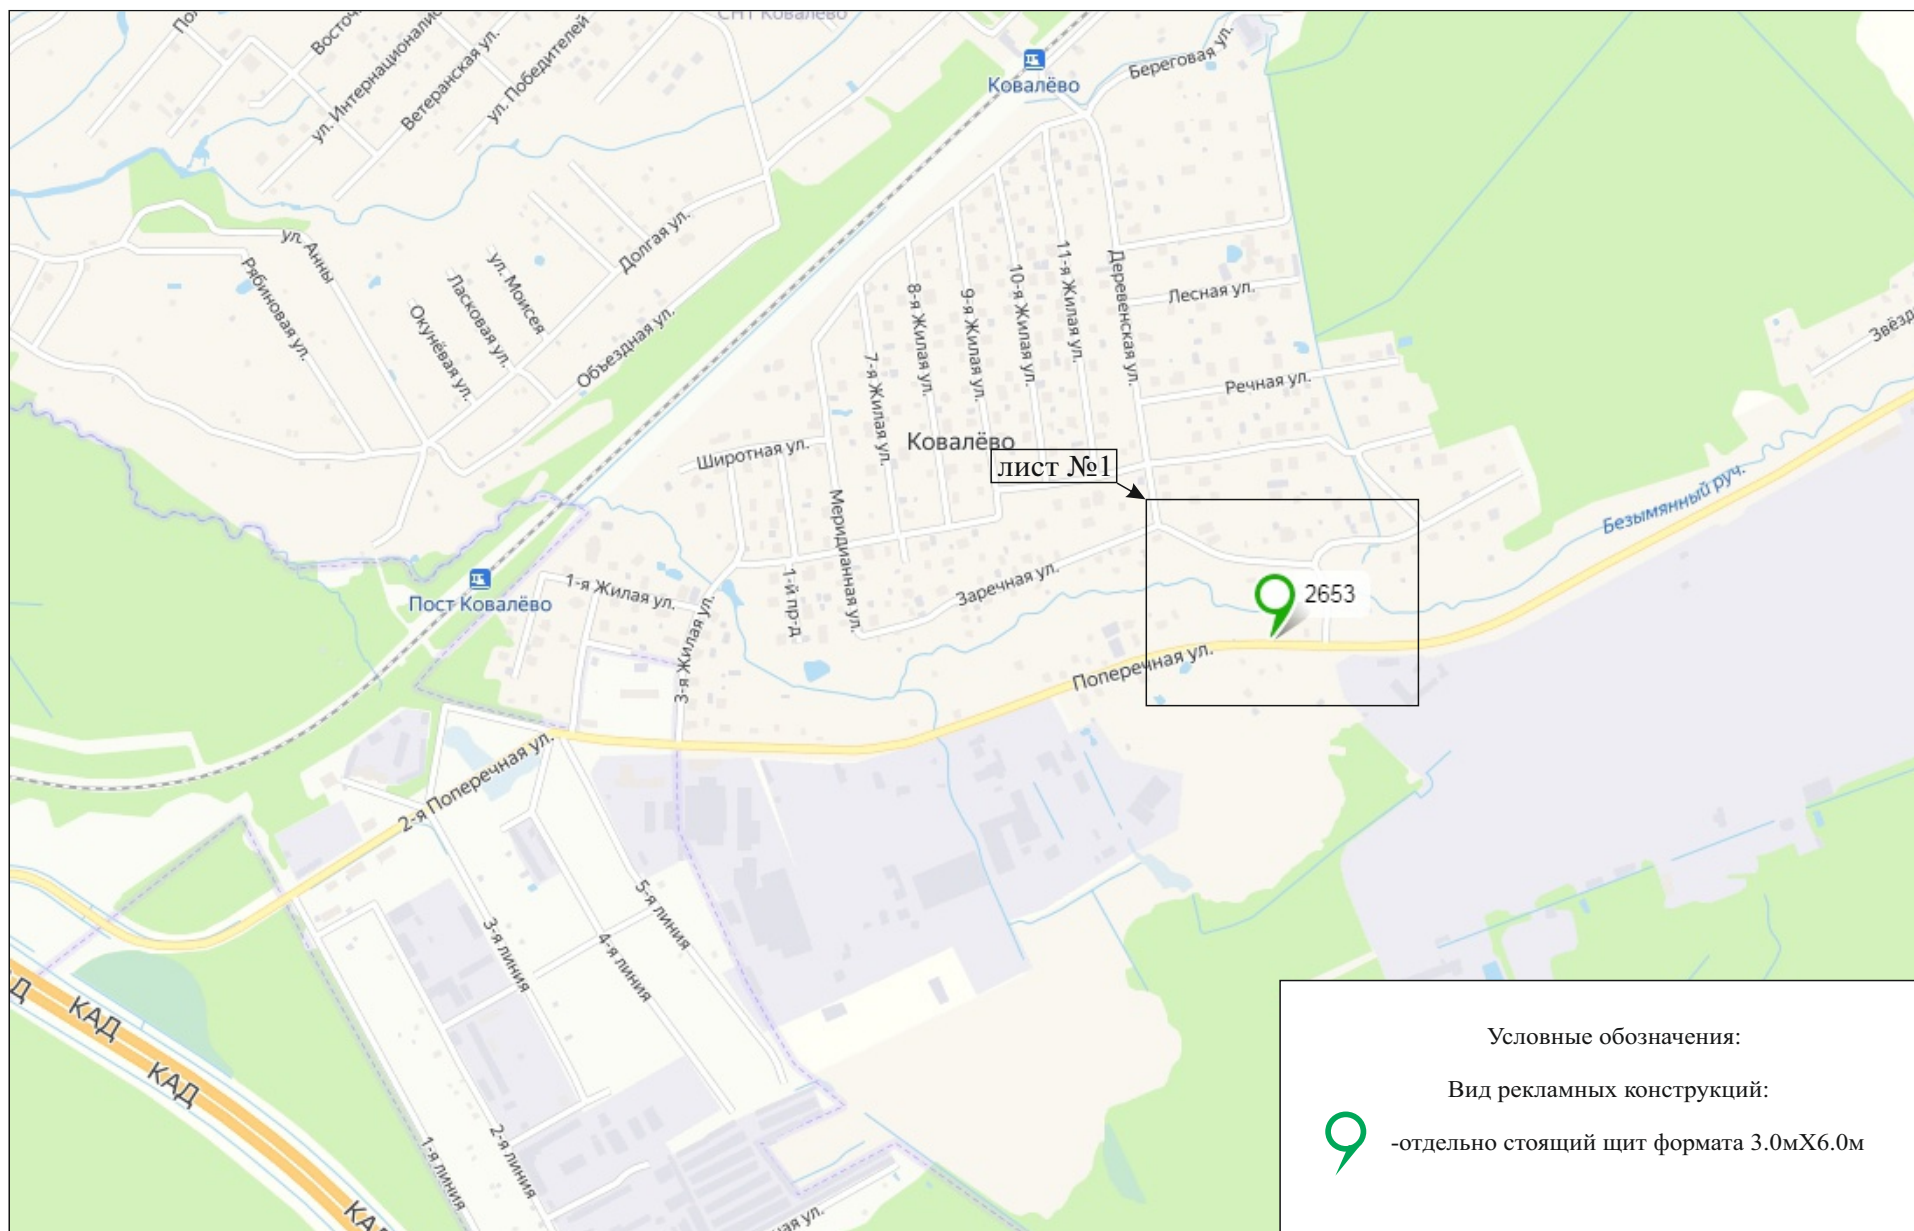 СНТ Ковалёво
ул. Интернационалис
Ветеранская ул.
ул. Победителей
Ковалёво
Береговая ул.
ул. Анны
Рябиновая ул.
Долгая ул.
ул. Моисея
Ласковая ул.
Окунёвая ул.
Объездная ул.
7-я Жилая ул.
8-я Жилая ул.
9-я Жилая ул.
10-я Жилая ул.
11-я Жилая ул.
Деревенская ул.
Лесная ул.
Речная ул.
Звёзд
Широтная ул.
Ковалёво
лист №1
Меридианная ул.
Безымянный руч.
Пост Ковалёво
1-я Жилая ул.
3-я Жилая ул.
1-й пр-д
Заречная ул.
2653
Поперечная ул.
2-я Поперечная ул.
3-я линия
4-я линия
5-я линия
Д
КАД
КАД
КАД
1-я линия
2-я линия
ная ул.
Условные обозначения:
Вид рекламных конструкций:
-отдельно стоящий щит формата 3.0мХ6.0м